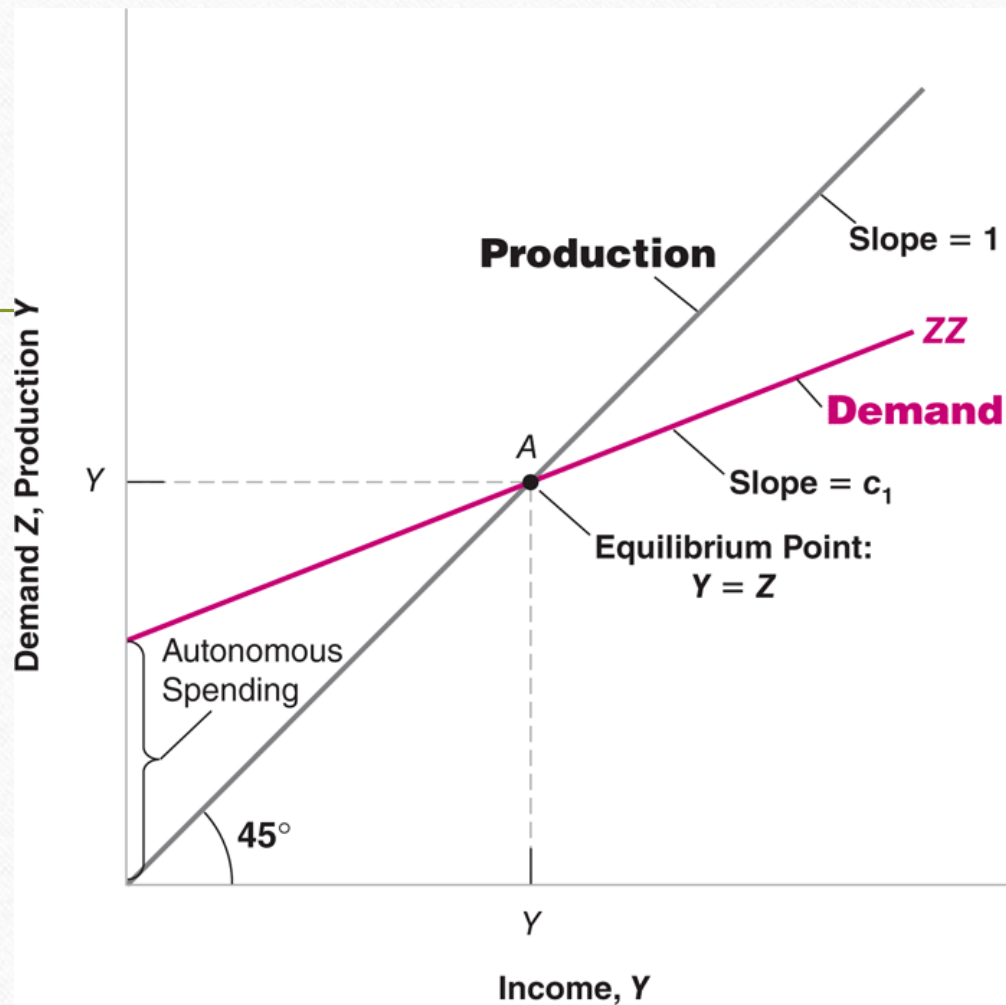 Demand Z, Production Y
Production
Slope = 1
ZZ
Demand
A
Y
Slope = c₁
Equilibrium Point:
Y = Z
Autonomous
Spending
45°
Y
Income, Y